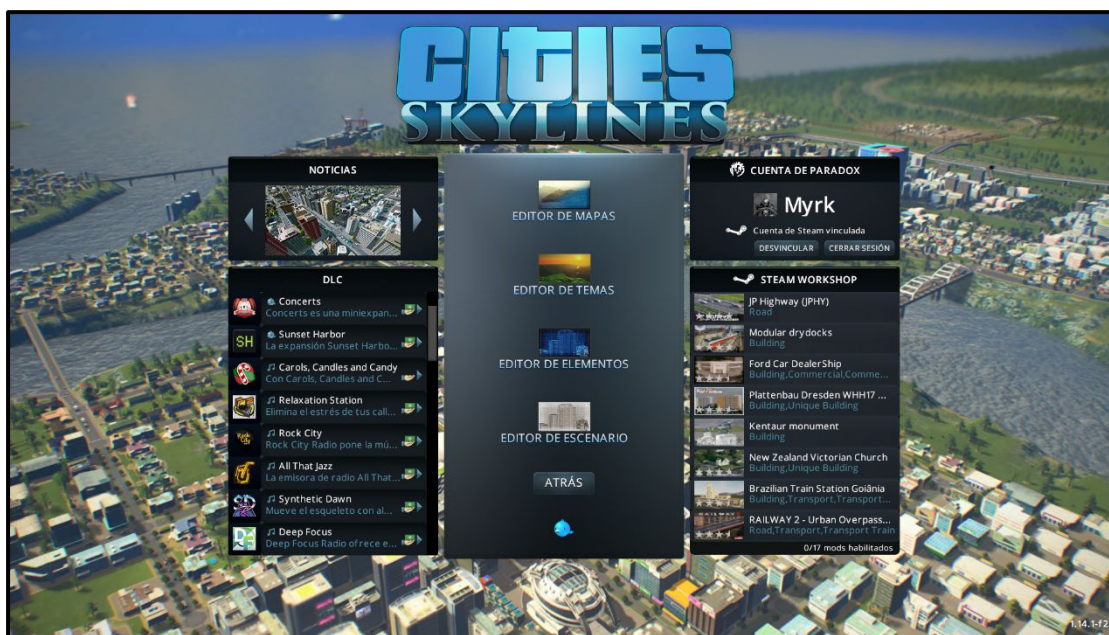 CITIES
SKYLINES
NOTICIAS
DLC
Concerts
Concerts es una miniexpan...
SH
Sunset Harbor
La expansión Sunset Harbo...
Carols, Candles and Candy
Con Carols, Candles and C...
Relaxation Station
Elimina el estrés de tus call...
Rock City
Rock City Radio pone la mú...
All That Jazz
La emisora de radio All That...
Synthetic Dawn
Mueve el esqueleto con al...
Deep Focus
Deep Focus Radio ofrece e...
EDITOR DE MAPAS
EDITOR DE TEMAS
EDITOR DE ELEMENTOS
EDITOR DE ESCENARIO
ATRÁS
CUENTA DE PARADOX
Myrk
Cuenta de Steam vinculada
DESVINCULAR CERRAR SESIÓN
STEAM WORKSHOP
JP Highway (JPHY)
Road
Modular drydocks
Building
Ford Car DealerShip
Building,Commercial,Comme...
Plattenbau Dresden WHH17 ...
Building,Unique Building
Kentaur monument
Building
New Zealand Victorian Church
Building,Unique Building
Brazilian Train Station Goiânia
Building,Transport,Transport...
RAILWAY 2 - Urban Overpass...
Road,Transport,Transport Train
0/17 mods habilitados
1.14.1-f2